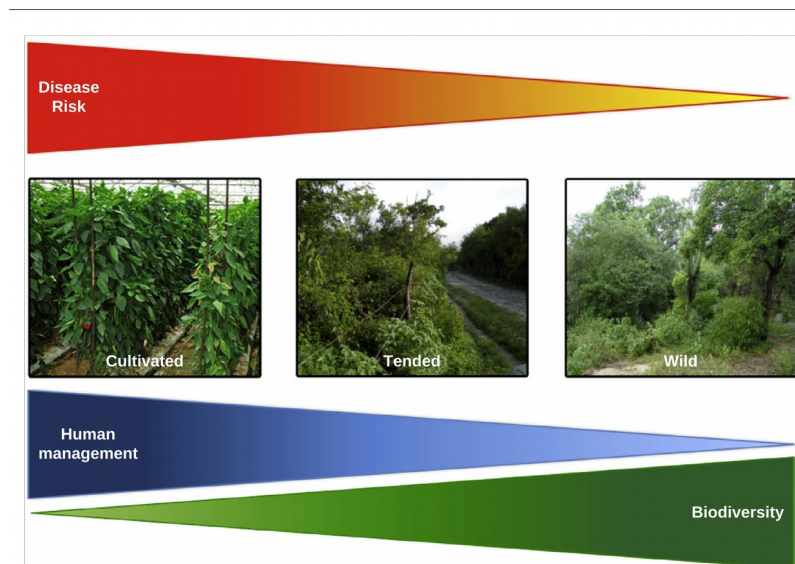 Disease
Risk
Cultivated
Tended
Wild
Human
management
Biodiversity